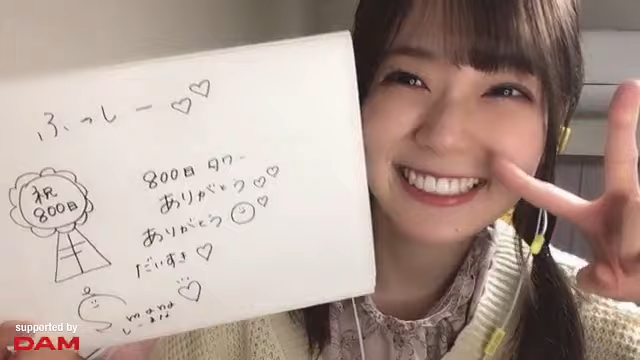 ふっしー♡♡
祝
800日
800日 タワー
ありがとう♡♡
ありがとう☺♡
だいすき♡
mana
supported by
DAM